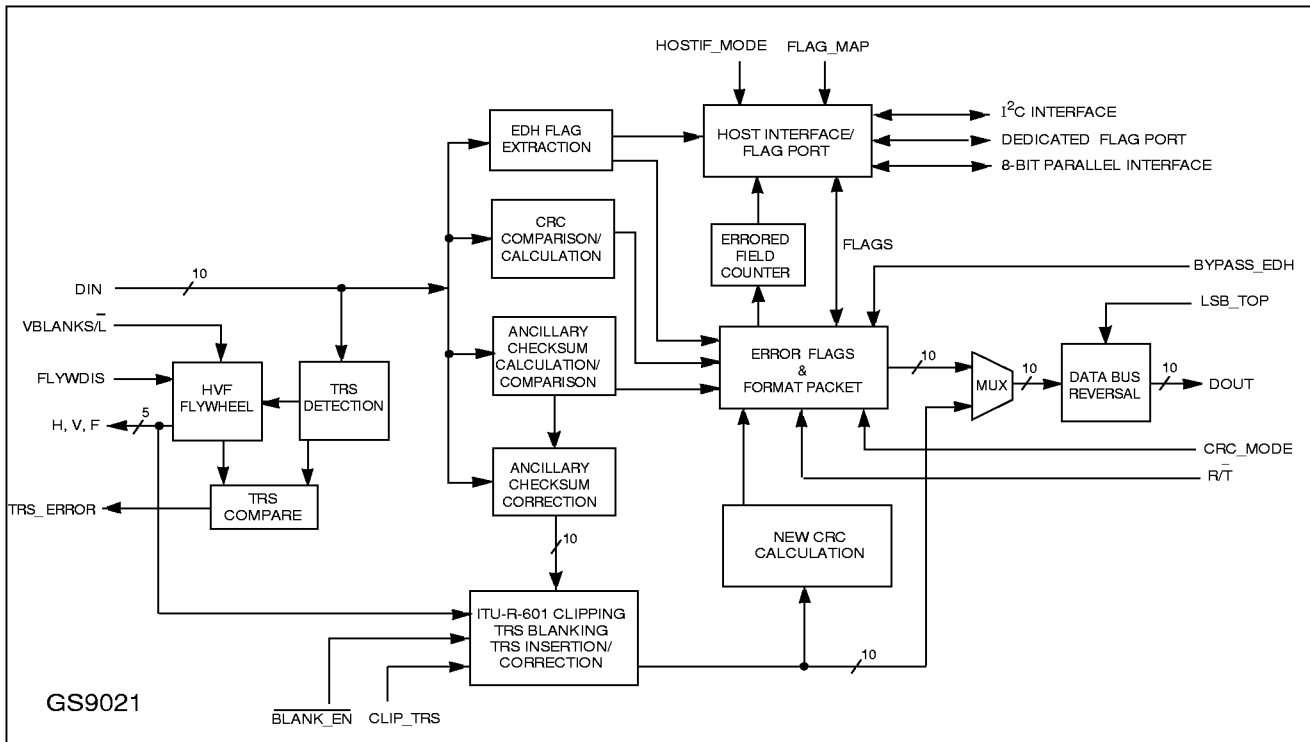 HOSTIF_MODE
FLAG_MAP
EDH FLAG
EXTRACTION
HOST INTERFACE/
FLAG PORT
I²C INTERFACE
DEDICATED FLAG PORT
8-BIT PARALLEL INTERFACE
CRC
COMPARISON/
CALCULATION
ERRORED
FIELD
COUNTER
FLAGS
DIN
10
BYPASS_EDH
LSB_TOP
VBLANKS/L̅
FLYWDIS
H, V, F
5
HVF
FLYWHEEL
TRS
DETECTION
ANCILLARY
CHECKSUM
CALCULATION/
COMPARISON
ERROR FLAGS
&
FORMAT PACKET
10
MUX
10
DATA BUS
REVERSAL
10
DOUT
TRS_ERROR
TRS
COMPARE
ANCILLARY
CHECKSUM
CORRECTION
CRC_MODE
R/T̅
10
NEW CRC
CALCULATION
ITU-R-601 CLIPPING
TRS BLANKING
TRS INSERTION/
CORRECTION
10
GS9021
B̅L̅A̅N̅K̅_̅E̅N̅
CLIP_TRS